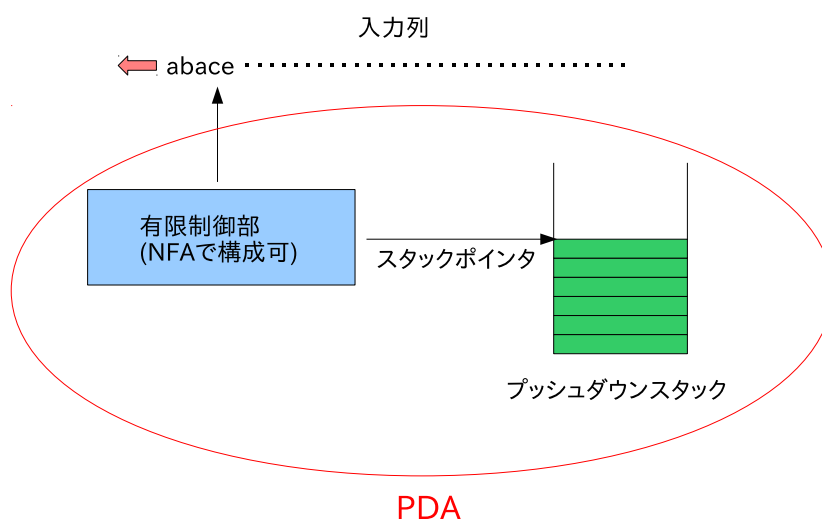 入力列
abace
有限制御部
(NFAで構成可)
スタックポインタ
プッシュダウンスタック
PDA